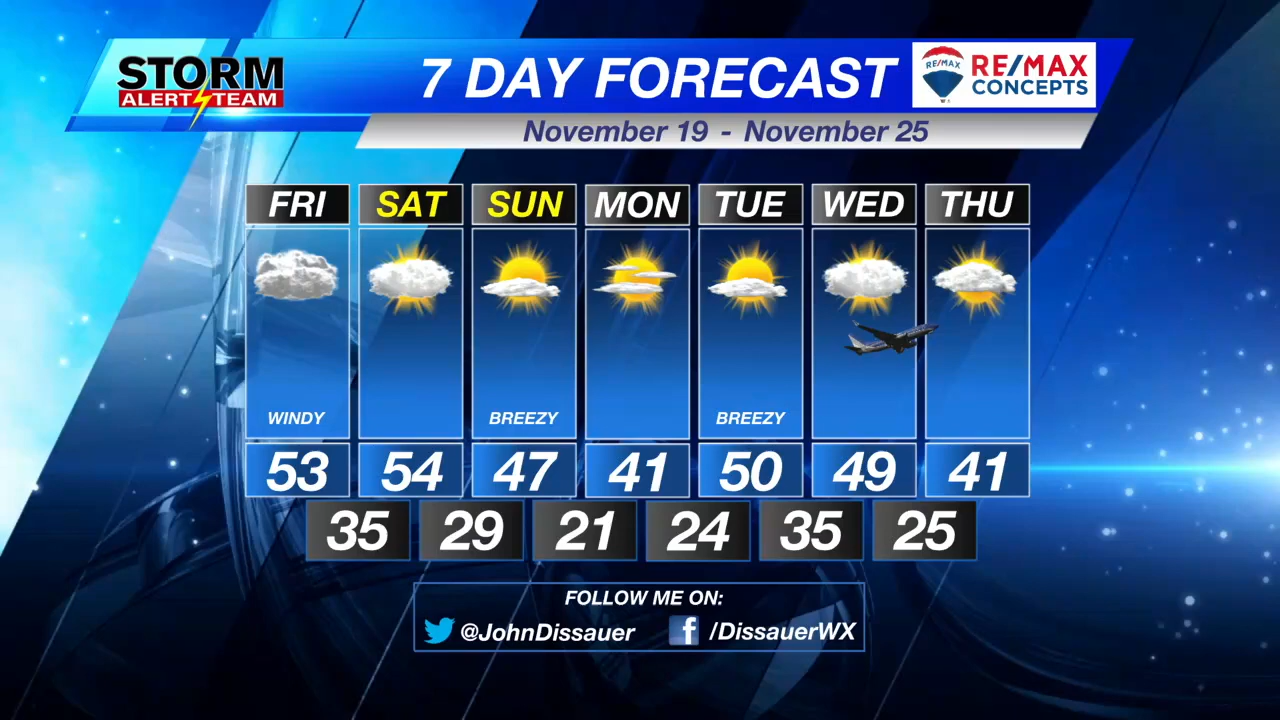 STORM
ALERT TEAM
7 DAY FORECAST
RE/MAX
RE/MAX
CONCEPTS
November 19 - November 25
FRI SAT SUN MON TUE WED THU
WINDY BREEZY BREEZY
53 54 47 41 50 49 41
35 29 21 24 35 25
FOLLOW ME ON:
@JohnDissauer f /DissauerWX